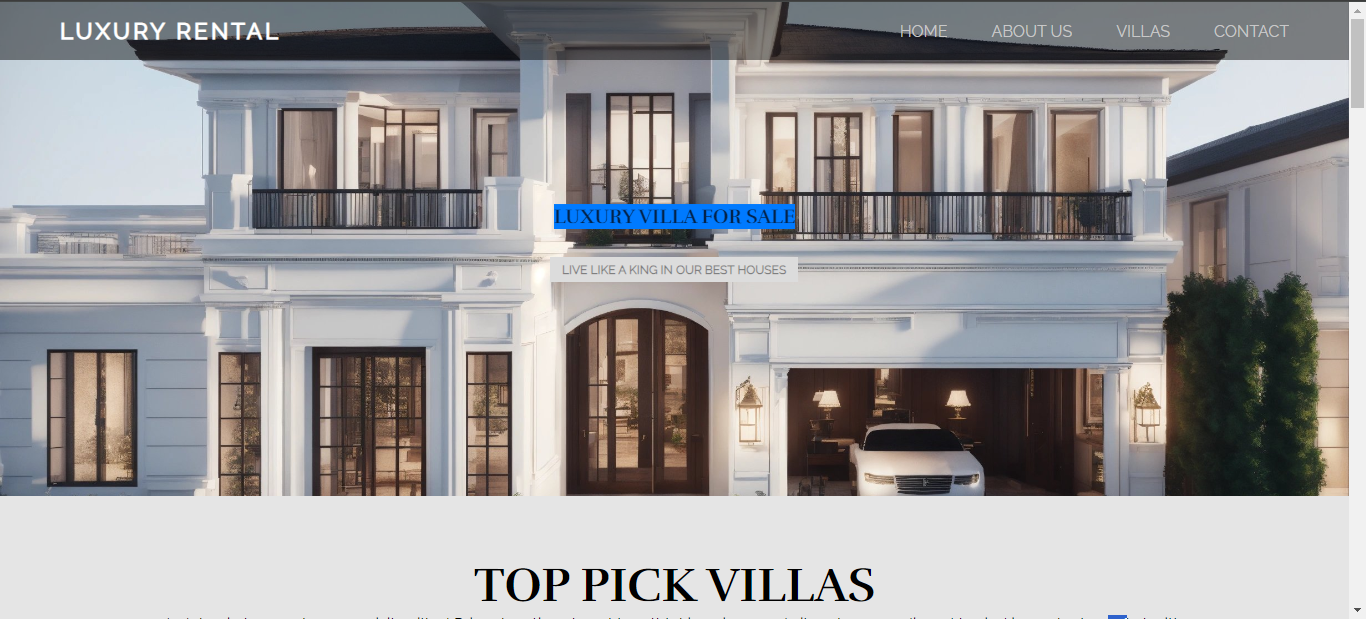 LUXURY RENTAL
HOME ABOUT US VILLAS CONTACT
LUXURY VILLA FOR SALE
LIVE LIKE A KING IN OUR BEST HOUSES
TOP PICK VILLAS